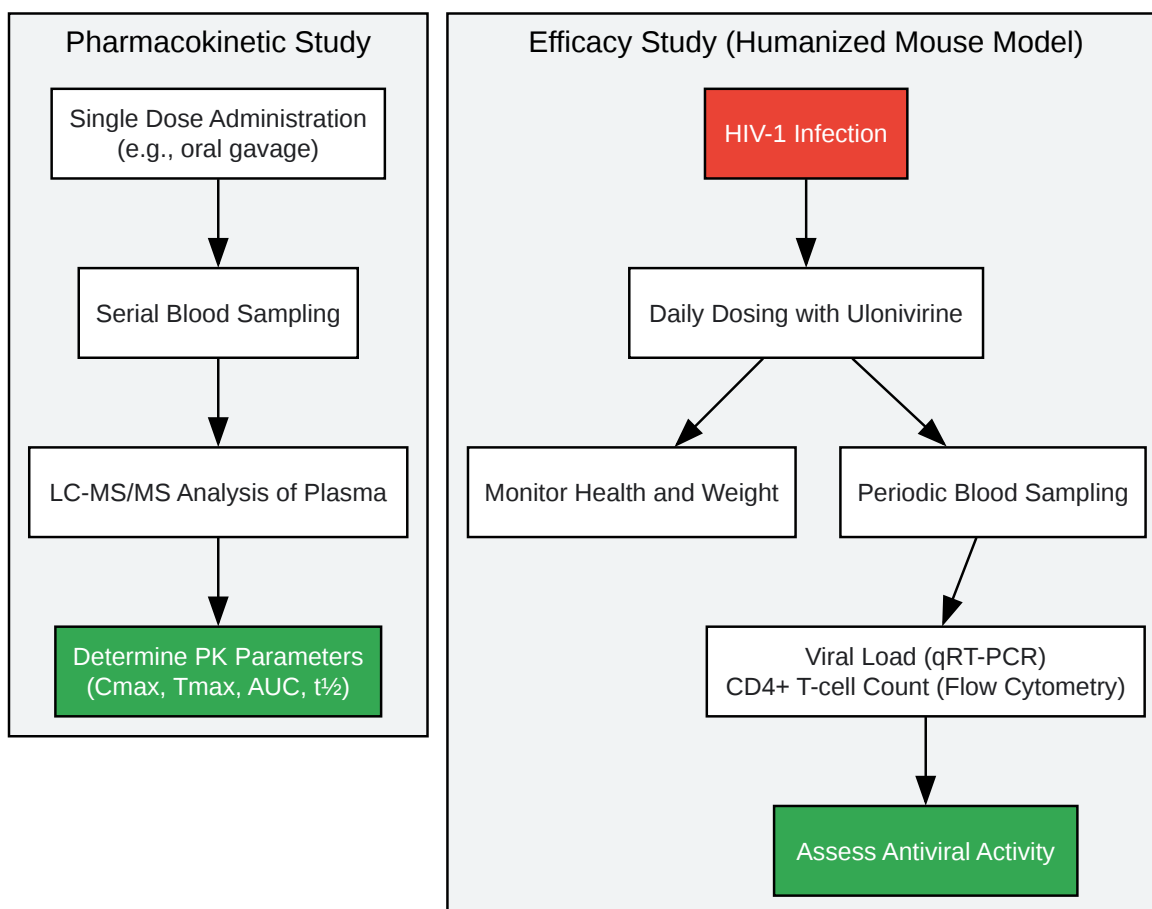 Pharmacokinetic Study
Single Dose Administration
(e.g., oral gavage)
Serial Blood Sampling
LC-MS/MS Analysis of Plasma
Determine PK Parameters
(Cmax, Tmax, AUC, t½)
Efficacy Study (Humanized Mouse Model)
HIV-1 Infection
Daily Dosing with Ulonivirine
Monitor Health and Weight
Periodic Blood Sampling
Viral Load (qRT-PCR)
CD4+ T-cell Count (Flow Cytometry)
Assess Antiviral Activity